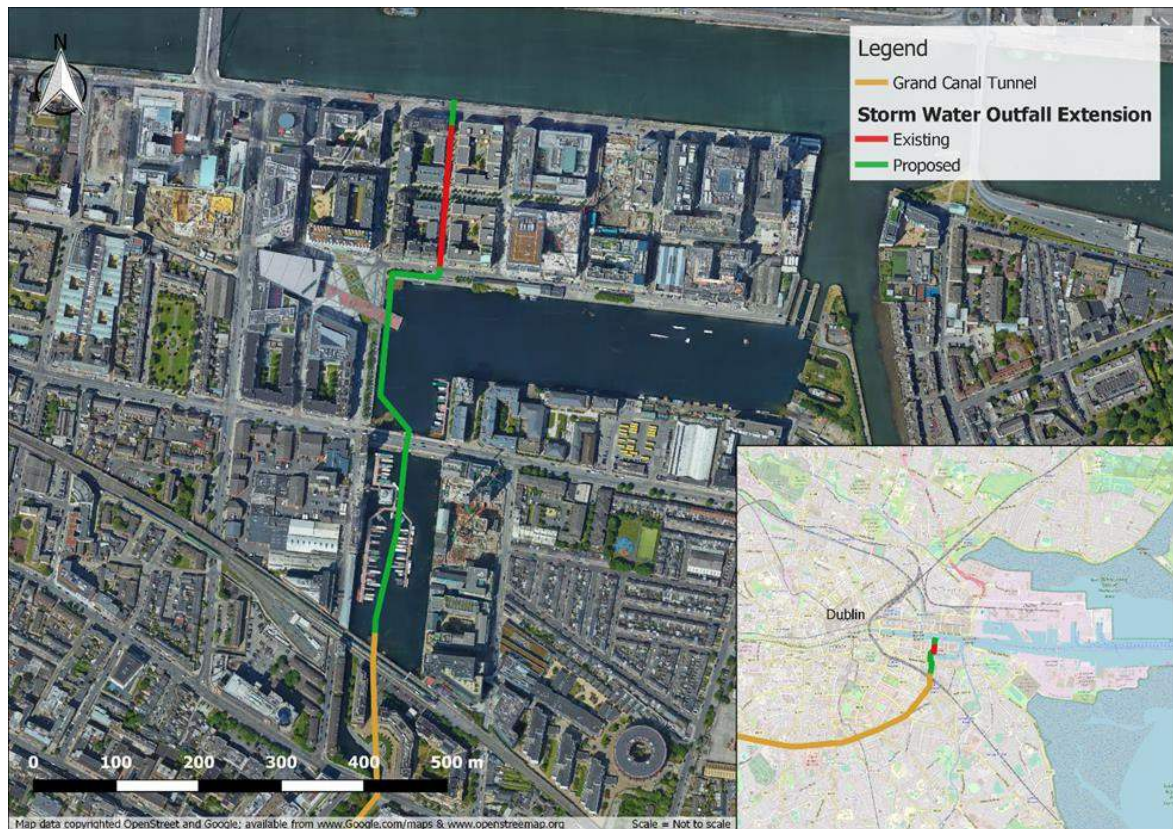 N
Legend
Grand Canal Tunnel
Storm Water Outfall Extension
Existing
Proposed
Dublin
0 100 200 300 400 500 m
Map data copyrighted OpenStreet and Google; available from www.Google.com/maps & www.openstreetmap.org
Scale = Not to scale